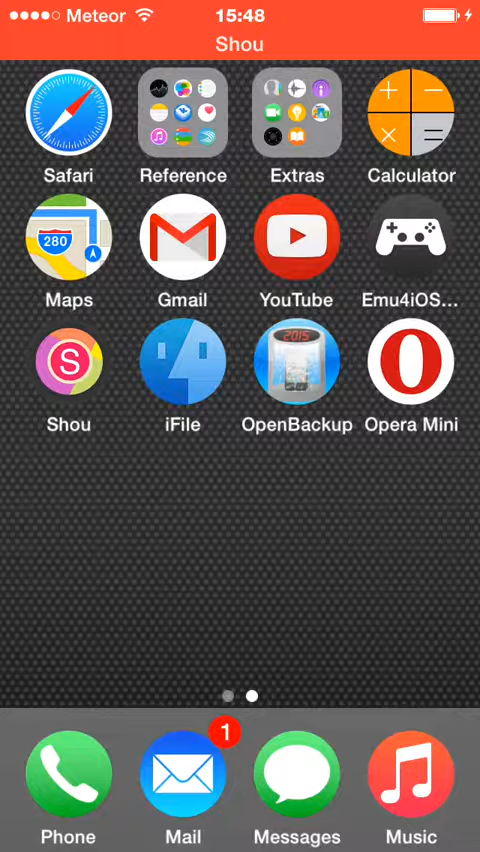 Meteor 15:48
Shou
Safari Reference Extras Calculator
280
Maps Gmail YouTube Emu4iOS...
2015
S
Shou iFile OpenBackup Opera Mini
1
Phone Mail Messages Music